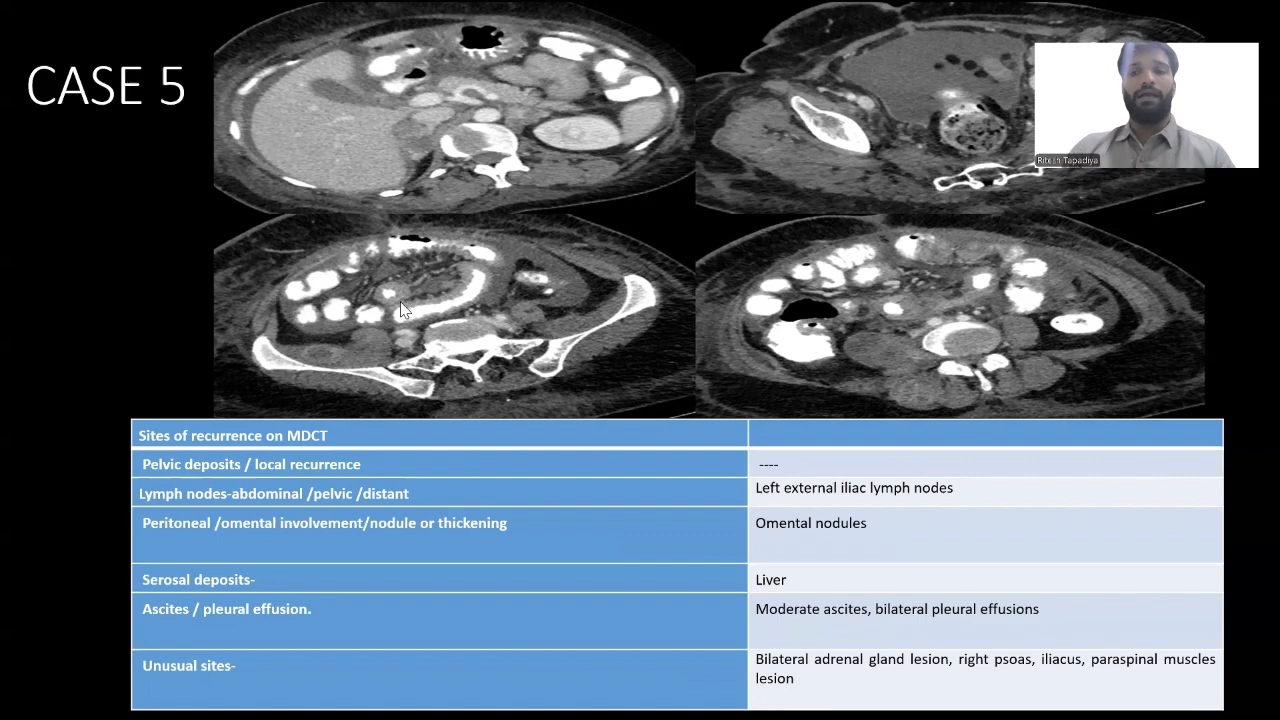 CASE 5
Ritesh Tapadiya
Sites of recurrence on MDCT
Pelvic deposits / local recurrence
----
Lymph nodes-abdominal /pelvic /distant
Left external iliac lymph nodes
Peritoneal /omental involvement/nodule or thickening
Omental nodules
Serosal deposits-
Liver
Ascites / pleural effusion.
Moderate ascites, bilateral pleural effusions
Unusual sites-
Bilateral adrenal gland lesion, right psoas, iliacus, paraspinal muscles
lesion